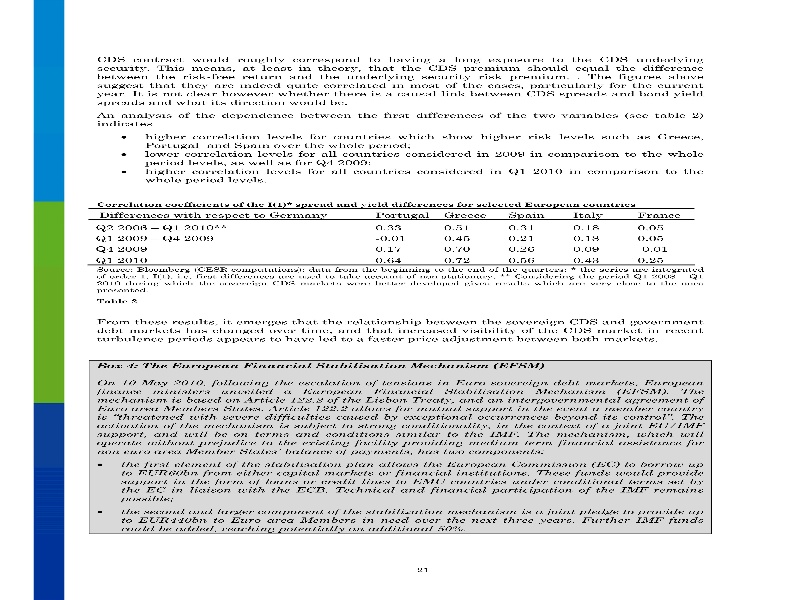 CDS contract would roughly correspond to having a long exposure to the CDS underlying
security. This means, at least in theory, that the CDS premium should equal the difference
between the risk-free return and the underlying security risk premium. . The figures above
suggest that they are indeed quite correlated in most of the cases, particularly for the current
year. It is not clear however whether there is a causal link between CDS spreads and bond yield
spreads and what its direction would be.
An analysis of the dependence between the first differences of the two variables (see table 2)
indicates
• higher correlation levels for countries which show higher risk levels such as Greece,
Portugal and Spain over the whole period;
• lower correlation levels for all countries considered in 2009 in comparison to the whole
period levels, as well as for Q4 2009;
• higher correlation levels for all countries considered in Q1 2010 in comparison to the
whole period levels.
Correlation coefficients of the I(1)* spread and yield differences for selected European countries
Differences with respect to Germany Portugal Greece Spain Italy France
Q2 2008 – Q1 2010** 0.33 0.51 0.31 0.18 0.05
Q1 2009 – Q4 2009 -0.01 0.45 0.21 0.18 0.05
Q4 2009 0.17 0.70 0.26 0.09 -0.01
Q1 2010 0.64 0.72 0.56 0.43 0.25
Source: Bloomberg (CESR computations); data from the beginning to the end of the quarters; * the series are integrated
of order 1, I(1), i.e. first differences are used to take account of non-stationary. ** Considering the period Q1 2008 – Q1
2010 during which the sovereign CDS markets were better developed gives results which are very close to the ones
presented.
Table 2
From these results, it emerges that the relationship between the sovereign CDS and government
debt markets has changed over time, and that increased visibility of the CDS market in recent
turbulence periods appears to have led to a faster price adjustment between both markets.
Box 4: The European Financial Stabilisation Mechanism (EFSM)
On 10 May 2010, following the escalation of tensions in Euro sovereign debt markets, European
finance ministers unveiled a European Financial Stabilisation Mechanism (EFSM). The
mechanism is based on Article 122.2 of the Lisbon Treaty, and an intergovernmental agreement of
Euro area Members States. Article 122.2 allows for mutual support in the event a member country
is "threatened with severe difficulties caused by exceptional occurrences beyond its control". The
activation of the mechanism is subject to strong conditionality, in the context of a joint EU/IMF
support, and will be on terms and conditions similar to the IMF. The mechanism, which will
operate without prejudice to the existing facility providing medium term financial assistance for
non euro area Member States' balance of payments, has two components.
• the first element of the stabilisation plan allows the European Commission (EC) to borrow up
to EUR60bn from either capital markets or financial institutions. These funds would provide
support in the form of loans or credit lines to EMU countries under conditional terms set by
the EC in liaison with the ECB. Technical and financial participation of the IMF remains
possible;
• the second and larger component of the stabilization mechanism is a joint pledge to provide up
to EUR440bn to Euro area Members in need over the next three years. Further IMF funds
could be added, reaching potentially an additional 50%.
21